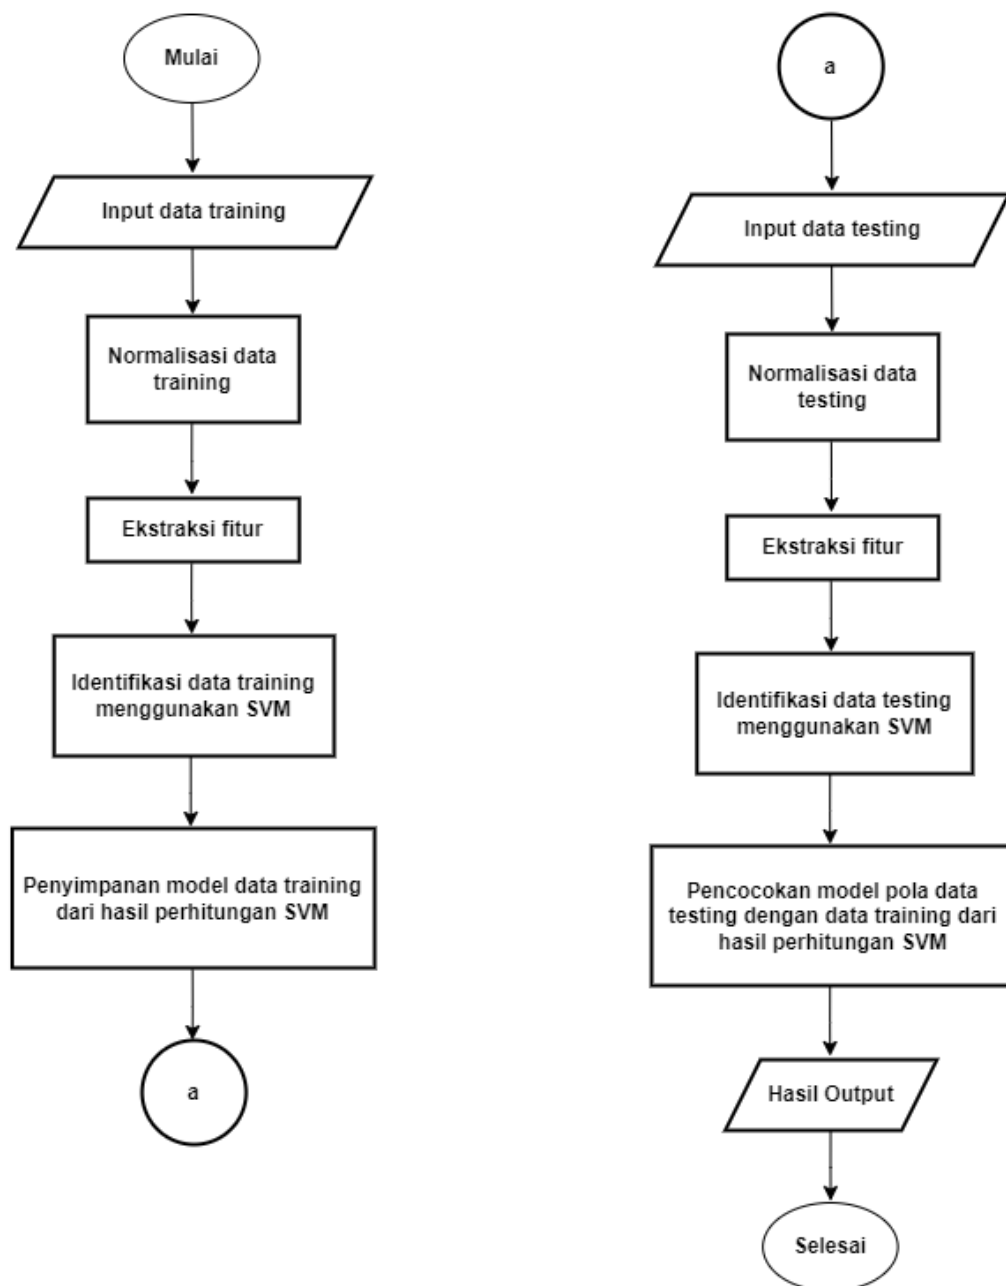 Mulai
Input data training
Normalisasi data
training
Ekstraksi fitur
Identifikasi data training
menggunakan SVM
Penyimpanan model data training
dari hasil perhitungan SVM
a
a
Input data testing
Normalisasi data
testing
Ekstraksi fitur
Identifikasi data testing
menggunakan SVM
Pencocokan model pola data
testing dengan data training dari
hasil perhitungan SVM
Hasil Output
Selesai